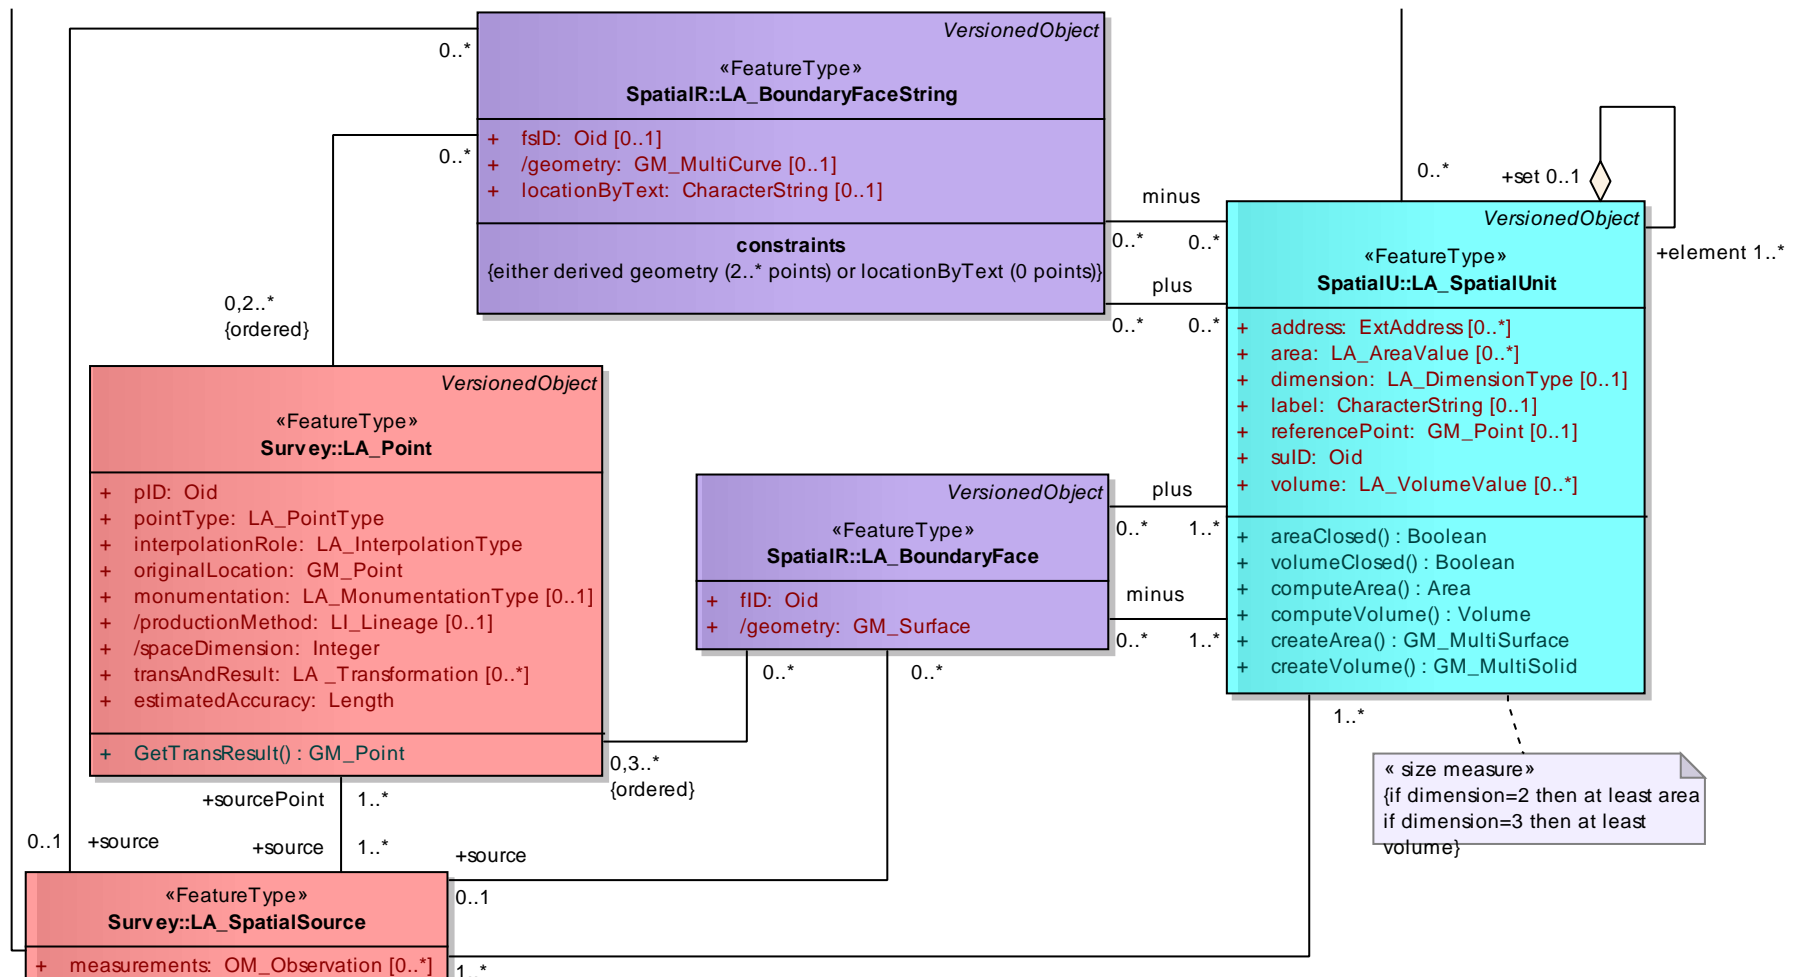 VersionedObject
«FeatureType»
SpatialR::LA_BoundaryFaceString
+ fsID: Oid [0..1]
+ /geometry: GM_MultiCurve [0..1]
+ locationByText: CharacterString [0..1]
constraints
{either derived geometry (2..* points) or locationByText (0 points)}
0..*
0..*
0,2..*
{ordered}
minus
0..* 0..*
plus
0..* 0..*
0..*
+set 0..1
+element 1..*
VersionedObject
«FeatureType»
SpatialU::LA_SpatialUnit
+ address: ExtAddress [0..*]
+ area: LA_AreaValue [0..*]
+ dimension: LA_DimensionType [0..1]
+ label: CharacterString [0..1]
+ referencePoint: GM_Point [0..1]
+ suID: Oid
+ volume: LA_VolumeValue [0..*]
+ areaClosed() : Boolean
+ volumeClosed() : Boolean
+ computeArea() : Area
+ computeVolume() : Volume
+ createArea() : GM_MultiSurface
+ createVolume() : GM_MultiSolid
VersionedObject
«FeatureType»
Survey::LA_Point
+ pID: Oid
+ pointType: LA_PointType
+ interpolationRole: LA_InterpolationType
+ originalLocation: GM_Point
+ monumentation: LA_MonumentationType [0..1]
+ /productionMethod: LI_Lineage [0..1]
+ /spaceDimension: Integer
+ transAndResult: LA _Transformation [0..*]
+ estimatedAccuracy: Length
+ GetTransResult() : GM_Point
VersionedObject
«FeatureType»
SpatialR::LA_BoundaryFace
+ fID: Oid
+ /geometry: GM_Surface
plus
0..* 1..*
minus
0..* 1..*
0..*
0..*
0,3..*
{ordered}
1..*
« size measure»
{if dimension=2 then at least area
if dimension=3 then at least
volume}
+sourcePoint 1..*
0..1 +source
+source 1..*
+source
0..1
«FeatureType»
Survey::LA_SpatialSource
+ measurements: OM_Observation [0..*]
1..*